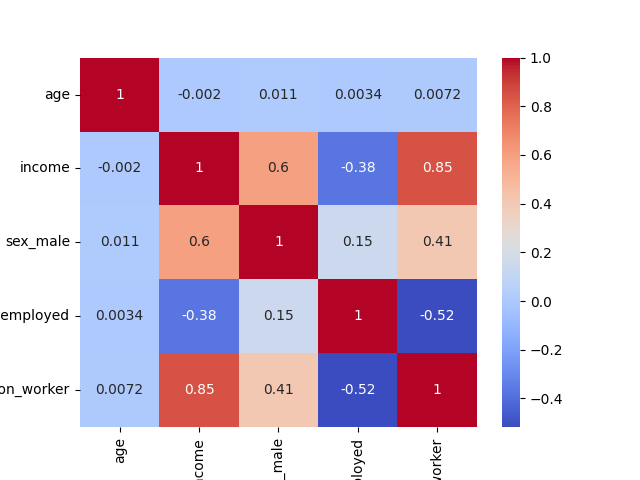 age 1 -0.002 0.011 0.0034 0.0072
income -0.002 1 0.6 -0.38 0.85
sex_male 0.011 0.6 1 0.15 0.41
employed 0.0034 -0.38 0.15 1 -0.52
on_worker 0.0072 0.85 0.41 -0.52 1
age
ncome
_male
ployed
worker
1.0
0.8
0.6
0.4
0.2
0.0
−0.2
−0.4